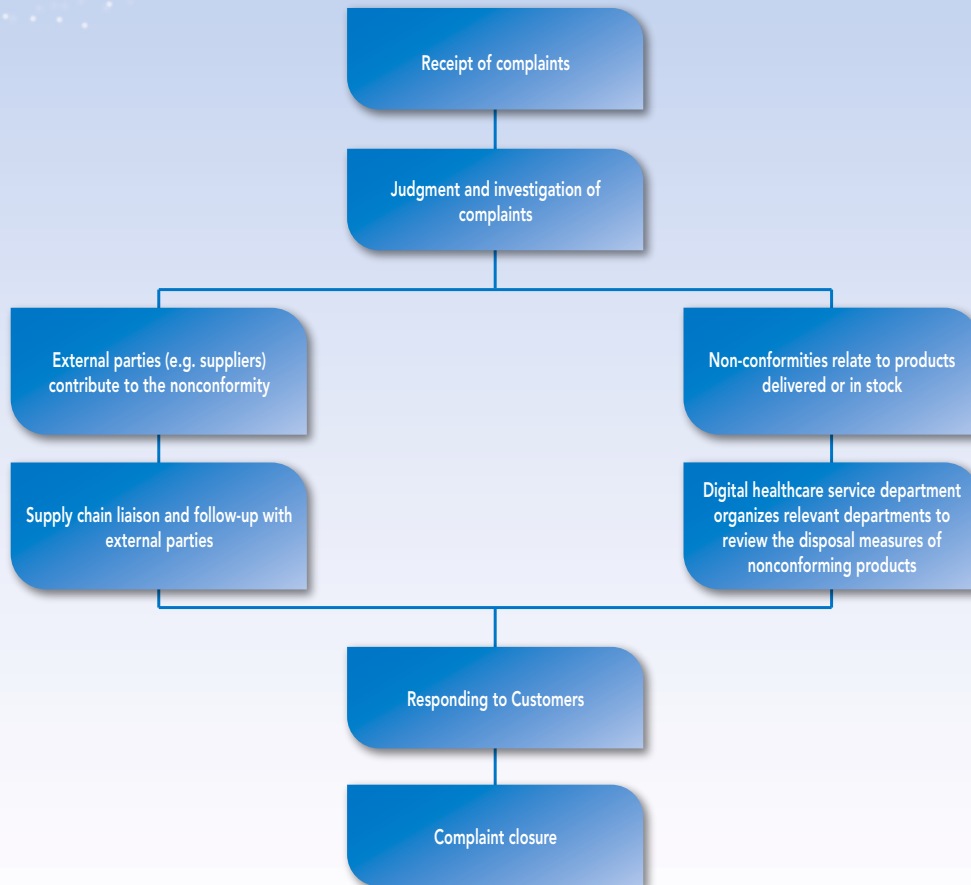 Receipt of complaints
Judgment and investigation of
complaints
External parties (e.g. suppliers)
contribute to the nonconformity
Non-conformities relate to products
delivered or in stock
Supply chain liaison and follow-up with
external parties
Digital healthcare service department
organizes relevant departments to
review the disposal measures of
nonconforming products
Responding to Customers
Complaint closure